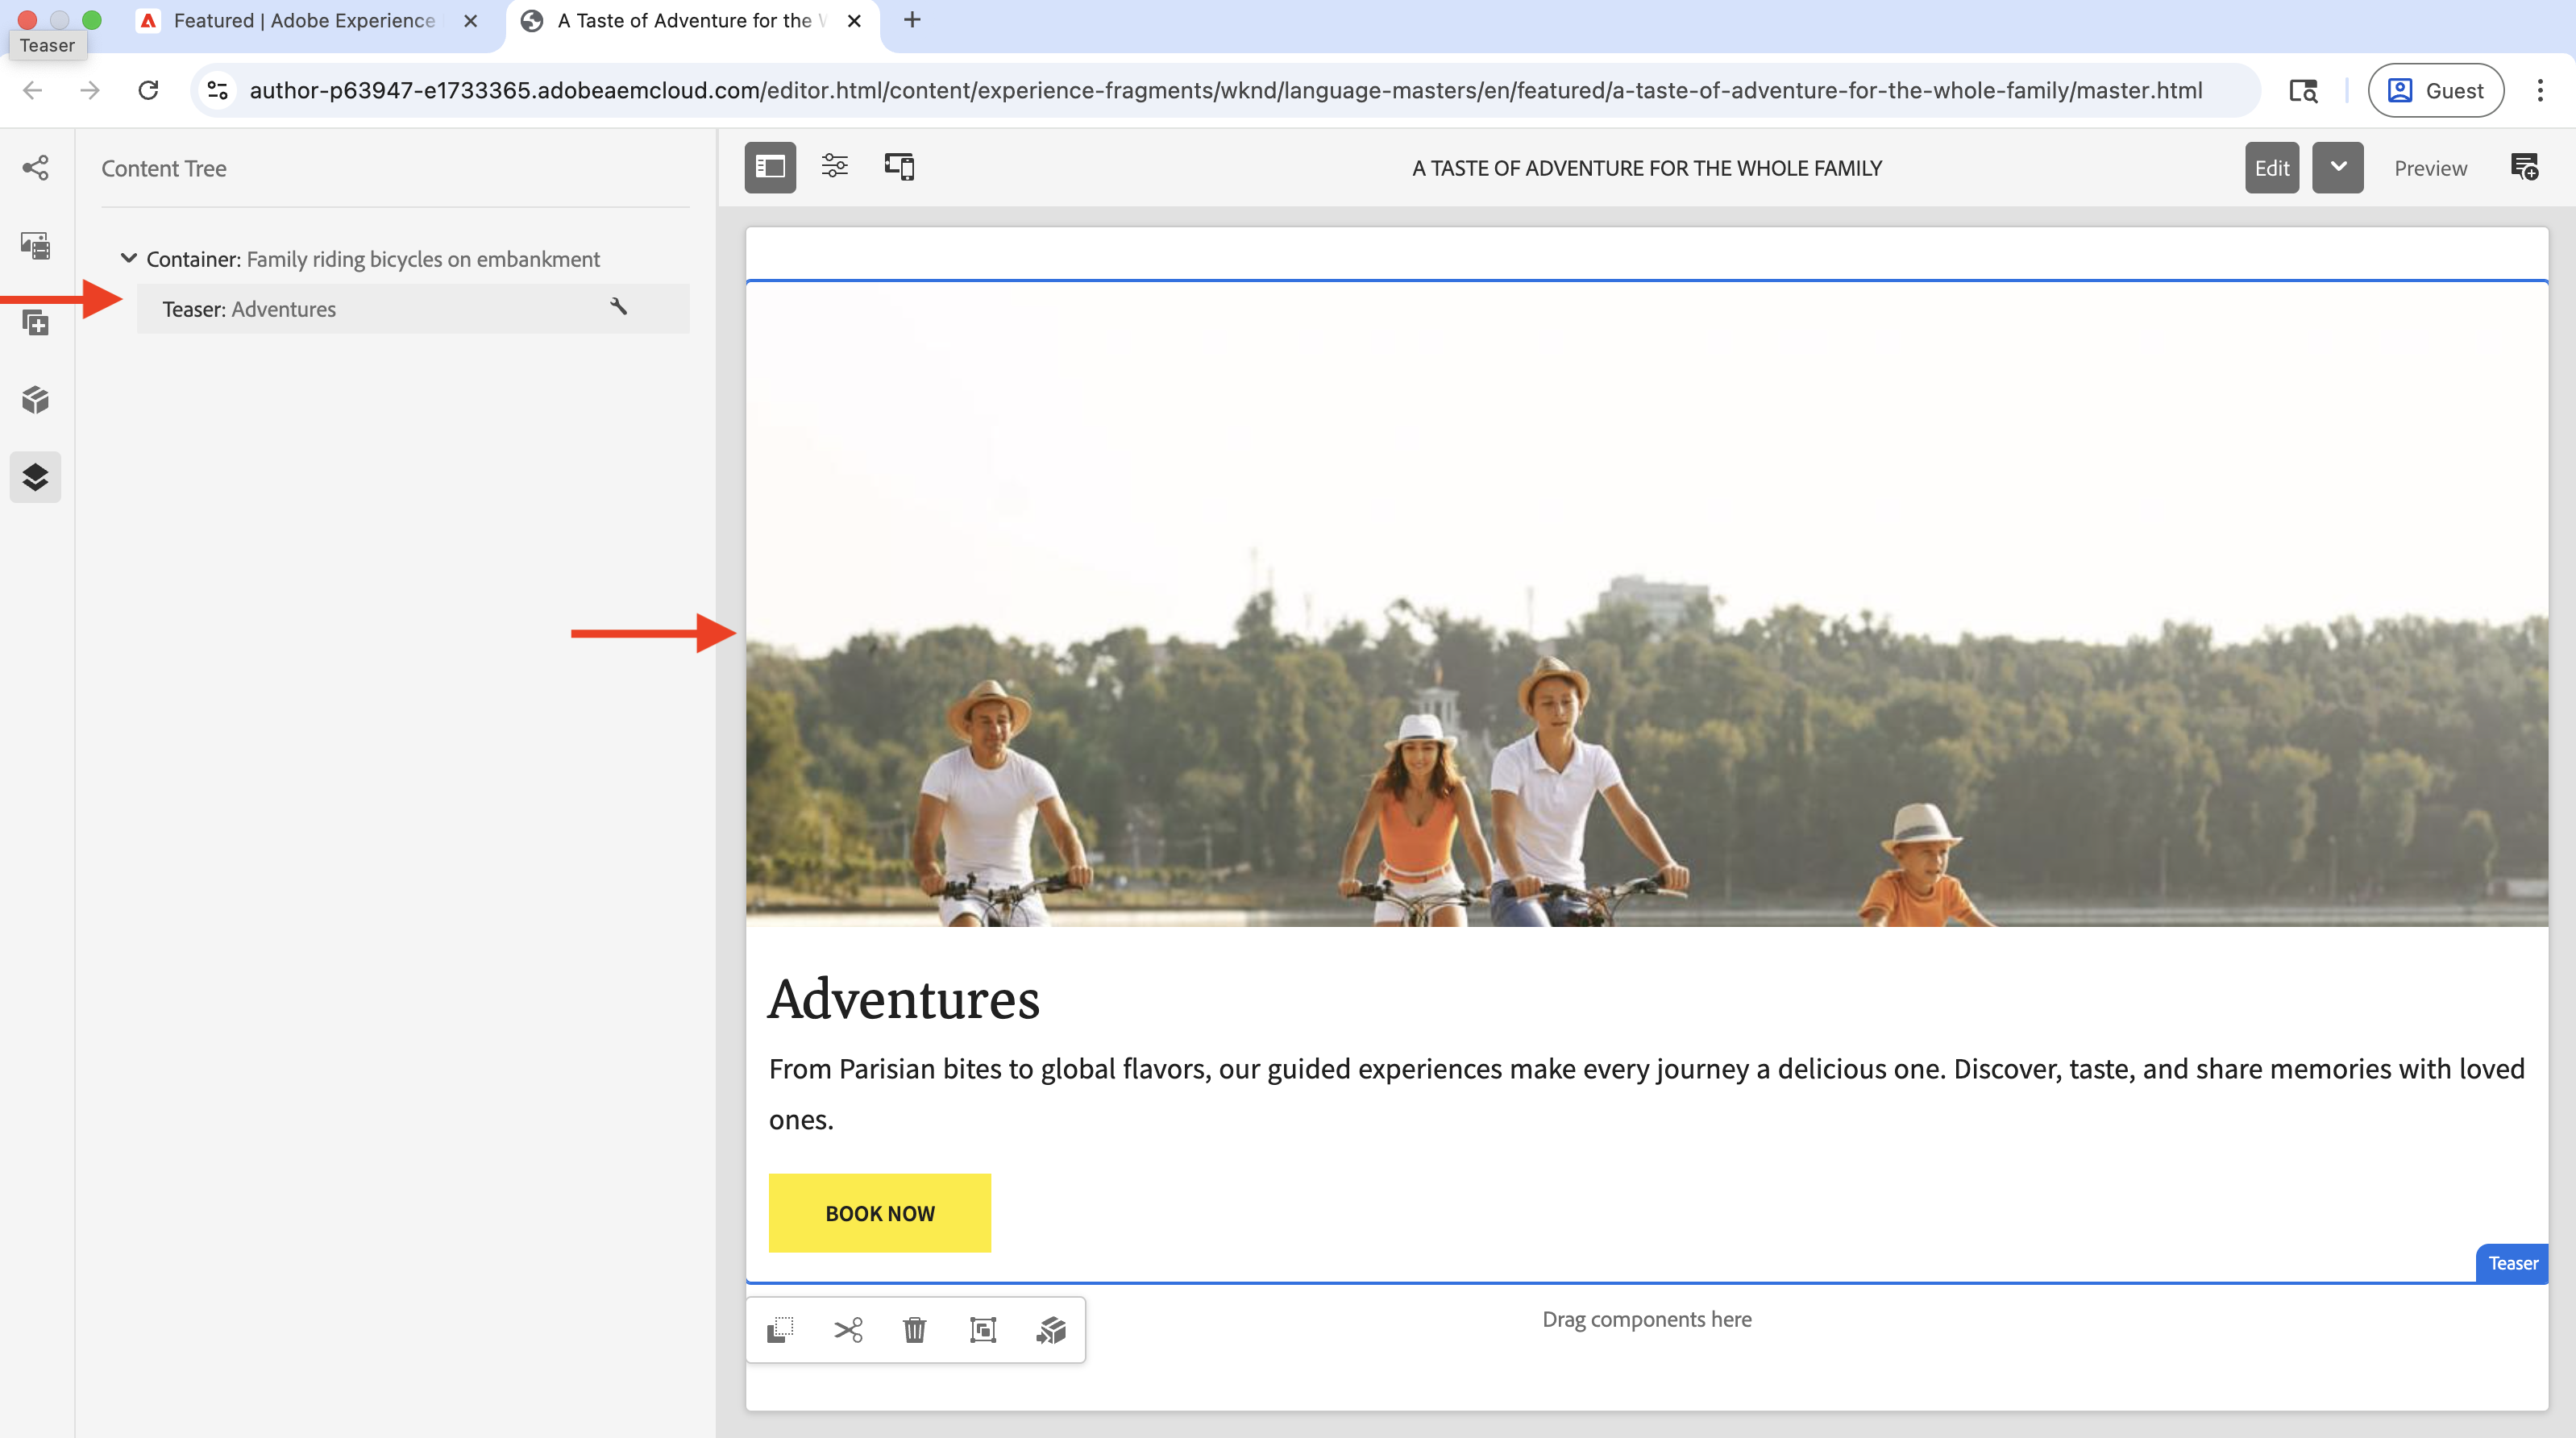 Featured | Adobe Experience
A Taste of Adventure for the
Teaser
author-p63947-e1733365.adobeaemcloud.com/editor.html/content/experience-fragments/wknd/language-masters/en/featured/a-taste-of-adventure-for-the-whole-family/master.html
Guest
Content Tree
A TASTE OF ADVENTURE FOR THE WHOLE FAMILY
Edit
Preview
Container: Family riding bicycles on embankment
Teaser: Adventures
Adventures
From Parisian bites to global flavors, our guided experiences make every journey a delicious one. Discover, taste, and share memories with loved
ones.
BOOK NOW
Teaser
Drag components here